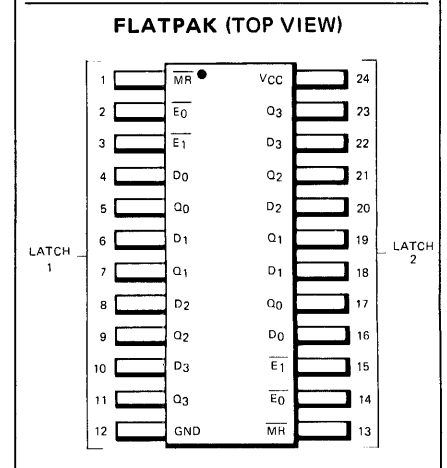 FLATPAK (TOP VIEW)
1 MR VCC 24
2 E0 Q3 23
3 E1 D3 22
4 D0 Q2 21
5 Q0 D2 20
6 D1 Q1 19
LATCH 1
LATCH 2
7 Q1 D1 18
8 D2 Q0 17
9 Q2 D0 16
10 D3 E1 15
11 Q3 E0 14
12 GND MR 13